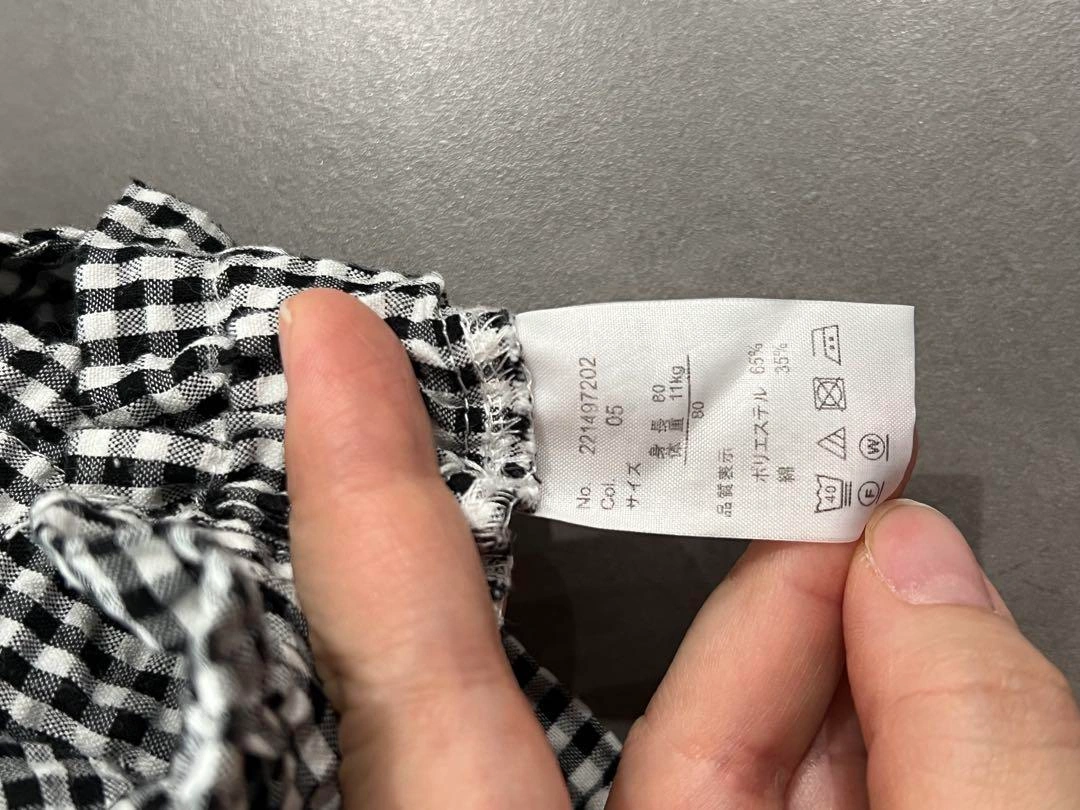 No. 221497202
Col. 05
サイズ
身長 80
体重 11kg
80
品質表示
ポリエステル 65%
綿 35%
40
F W